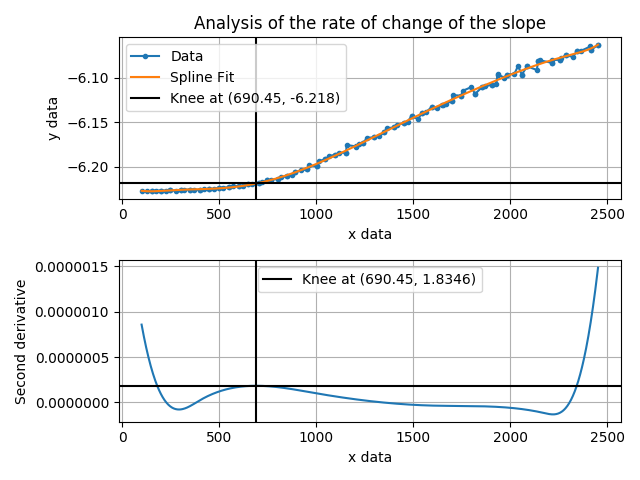 Analysis of the rate of change of the slope
Data
Spline Fit
Knee at (690.45, -6.218)
y data
−6.10
−6.15
−6.20
0
500
1000
1500
2000
2500
x data
Knee at (690.45, 1.8346)
Second derivative
0.0000015
0.0000010
0.0000005
0.0000000
0
500
1000
1500
2000
2500
x data